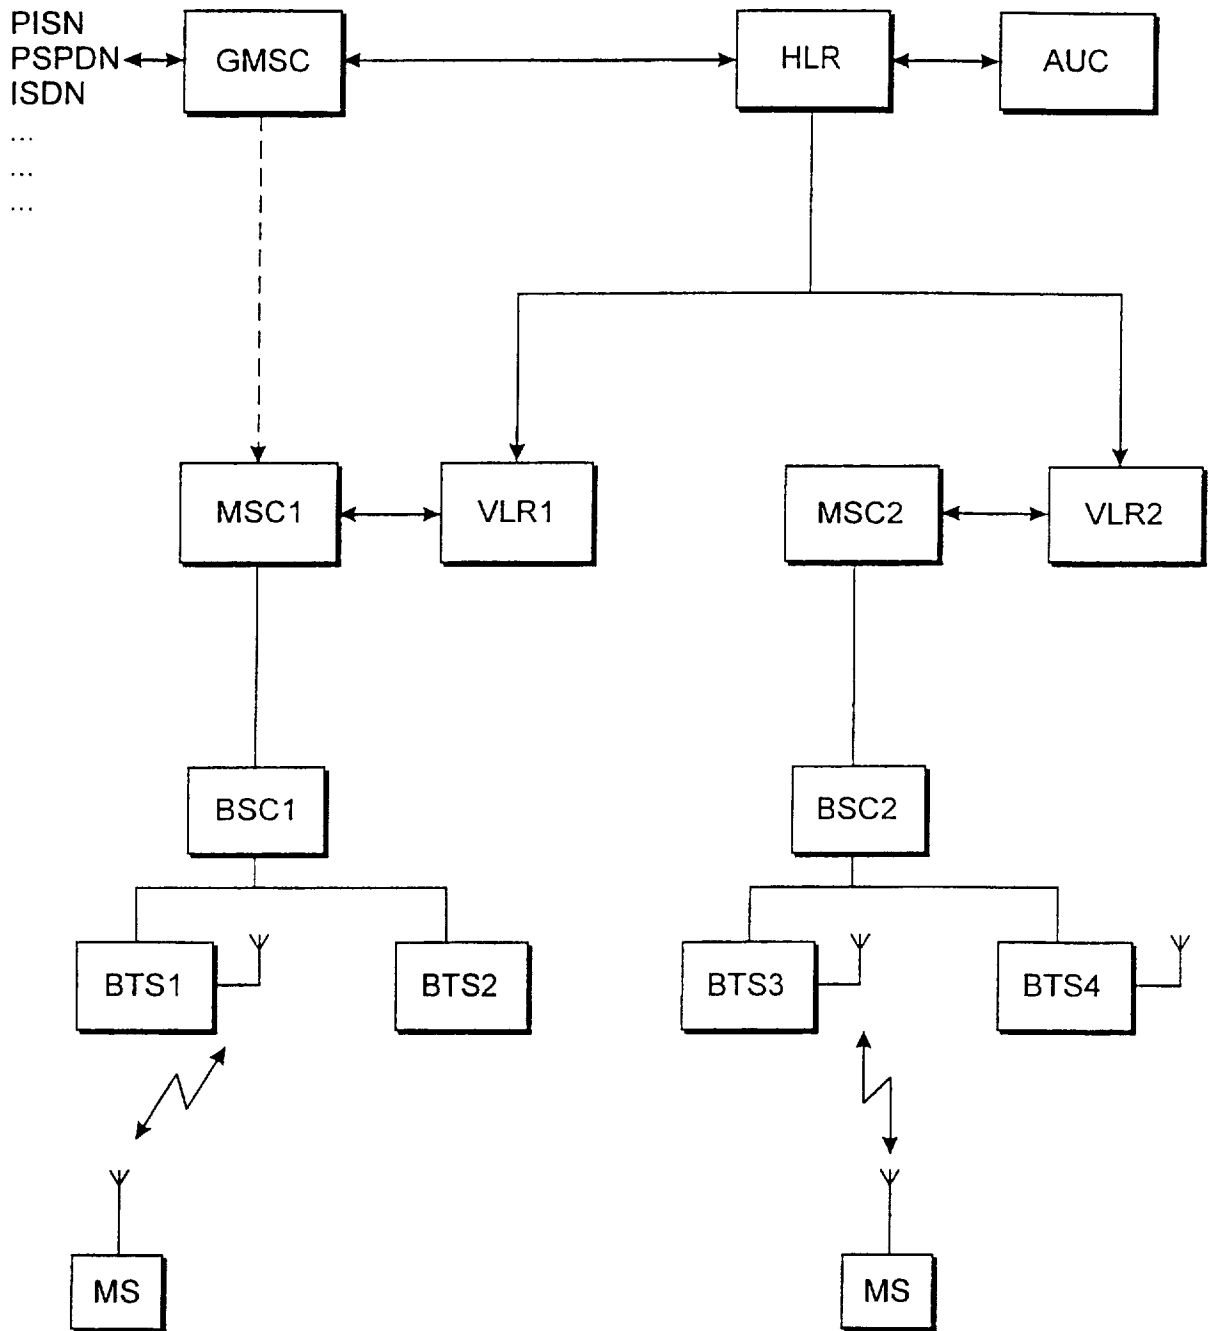 PISN
PSPDN
ISDN
...
...
...
GMSC
HLR
AUC
MSC1
VLR1
MSC2
VLR2
BSC1
BSC2
BTS1
BTS2
BTS3
BTS4
MS
MS